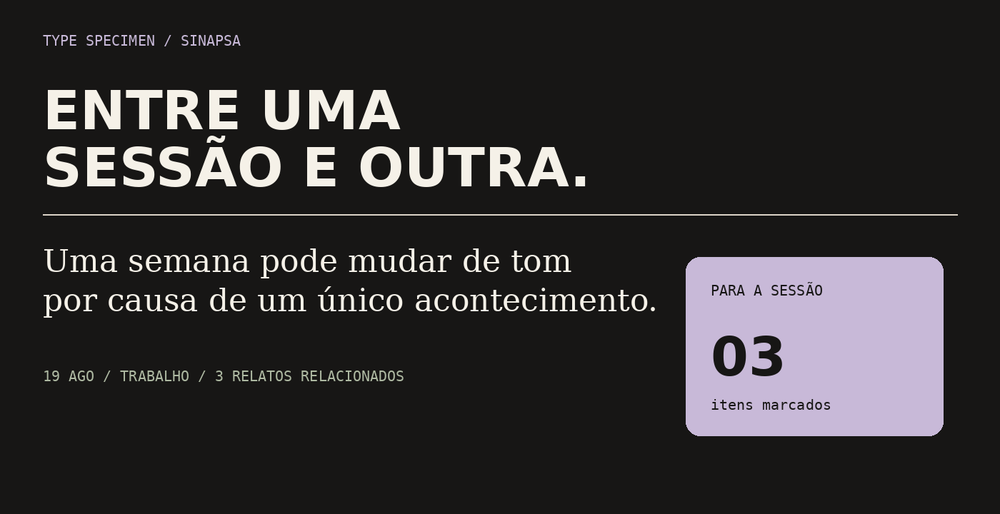 TYPE SPECIMEN / SINAPSA
ENTRE UMA
SESSÃO E OUTRA.
Uma semana pode mudar de tom
por causa de um único acontecimento.
19 AGO / TRABALHO / 3 RELATOS RELACIONADOS
PARA A SESSÃO
03
itens marcados